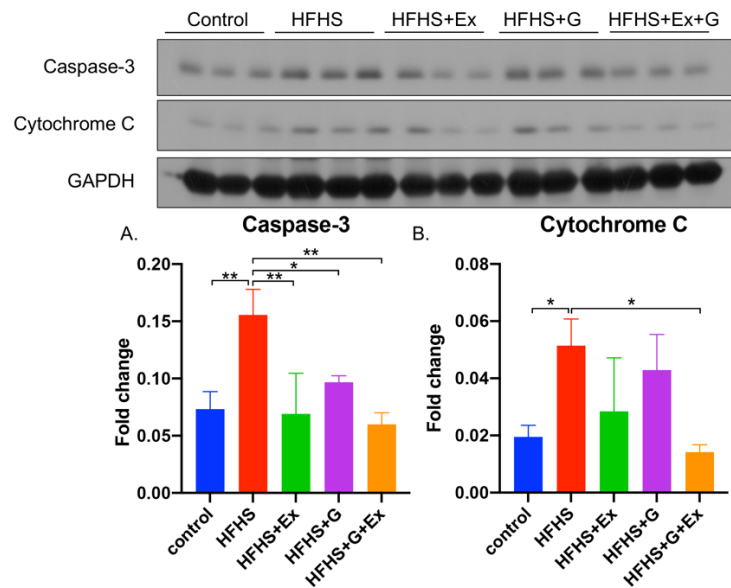 Control HFHS HFHS+Ex HFHS+G HFHS+Ex+G
Caspase-3
Cytochrome C
GAPDH
A. Caspase-3
** ** * **
Fold change
0.20
0.15
0.10
0.05
0.00
control HFHS HFHS+Ex HFHS+G HFHS+G+Ex
B. Cytochrome C
* *
Fold change
0.08
0.06
0.04
0.02
0.00
control HFHS HFHS+Ex HFHS+G HFHS+G+Ex